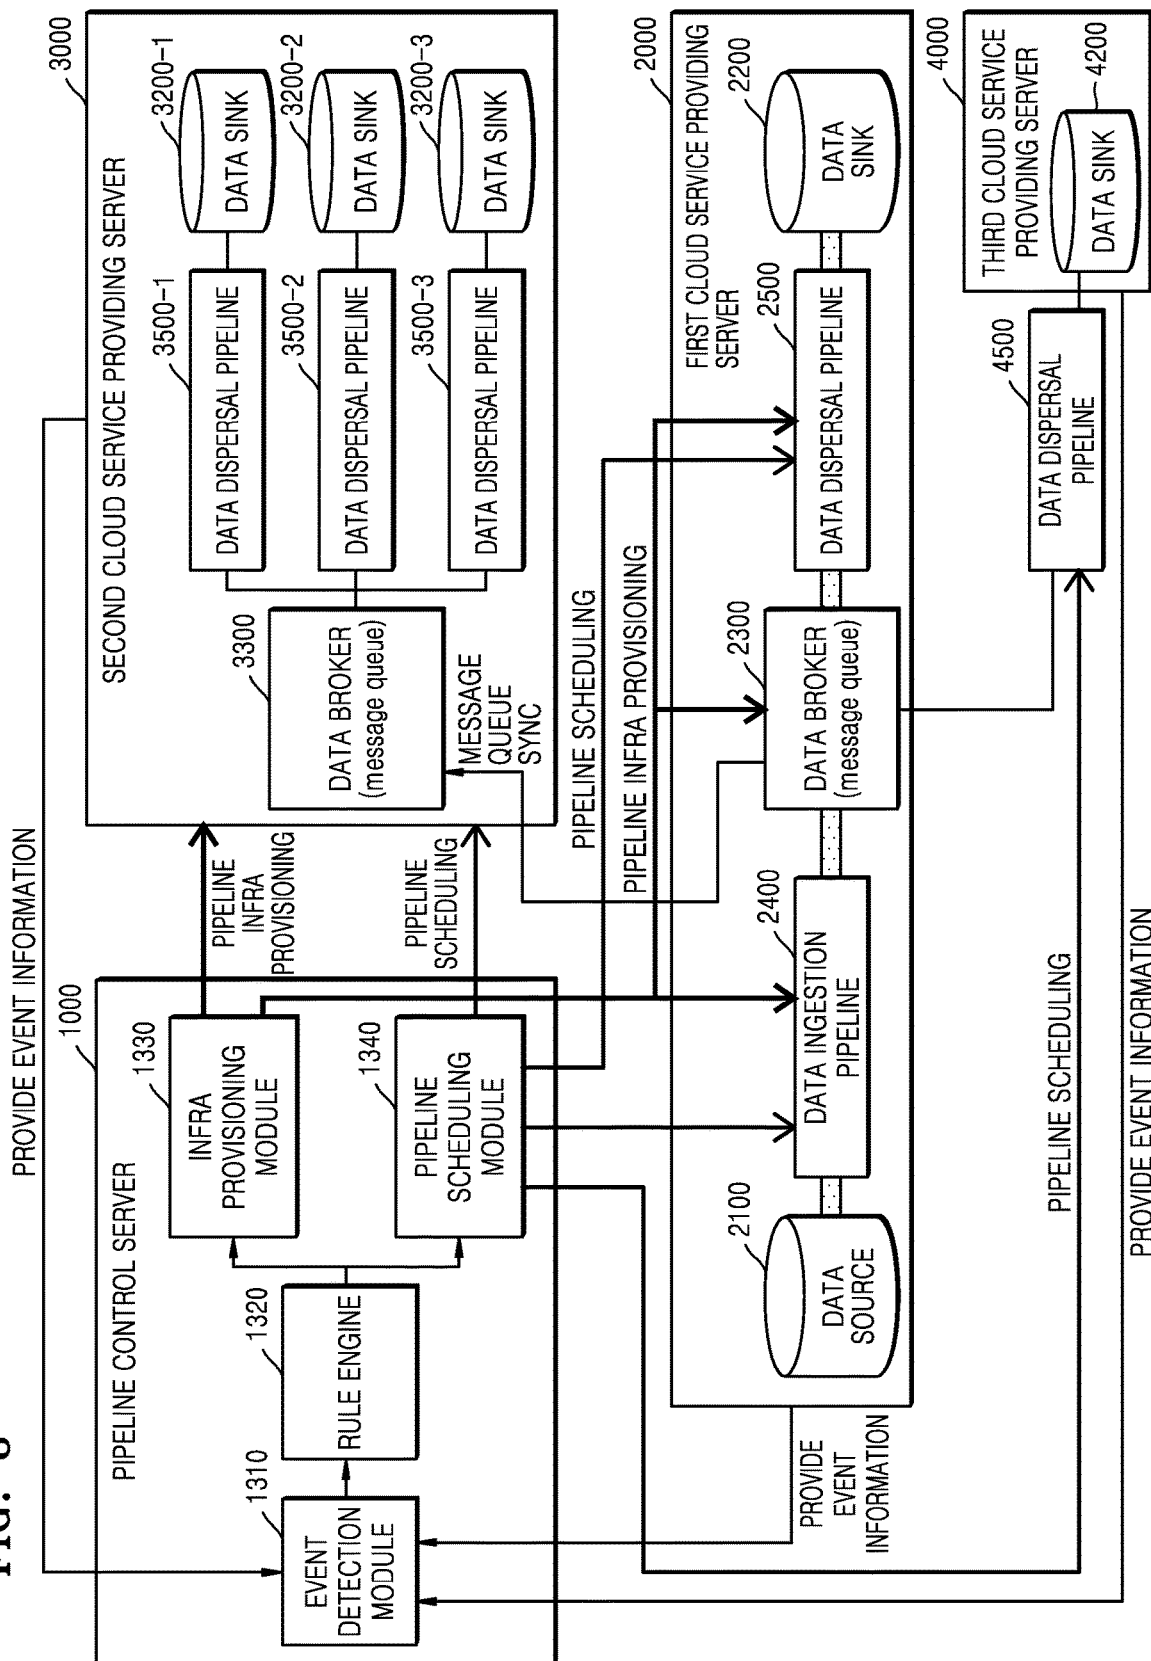 PROVIDE EVENT INFORMATION
1000
PIPELINE CONTROL SERVER
1310
EVENT
DETECTION
MODULE
1320
RULE ENGINE
1330
INFRA
PROVISIONING
MODULE
1340
PIPELINE
SCHEDULING
MODULE
PIPELINE
INFRA
PROVISIONING
PIPELINE
SCHEDULING
3000
SECOND CLOUD SERVICE PROVIDING SERVER
3300
DATA BROKER
(message queue)
MESSAGE
QUEUE
SYNC
3500-1
DATA DISPERSAL PIPELINE
3200-1
DATA SINK
3500-2
DATA DISPERSAL PIPELINE
3200-2
DATA SINK
3500-3
DATA DISPERSAL PIPELINE
3200-3
DATA SINK
PIPELINE SCHEDULING
PIPELINE INFRA PROVISIONING
2000
FIRST CLOUD SERVICE PROVIDING
SERVER
2100
DATA
SOURCE
2400
DATA INGESTION
PIPELINE
2300
DATA BROKER
(message queue)
2500
DATA DISPERSAL PIPELINE
2200
DATA
SINK
PROVIDE
EVENT
INFORMATION
4000
THIRD CLOUD SERVICE
PROVIDING SERVER
4200
DATA SINK
4500
DATA DISPERSAL
PIPELINE
PIPELINE SCHEDULING
PROVIDE EVENT INFORMATION